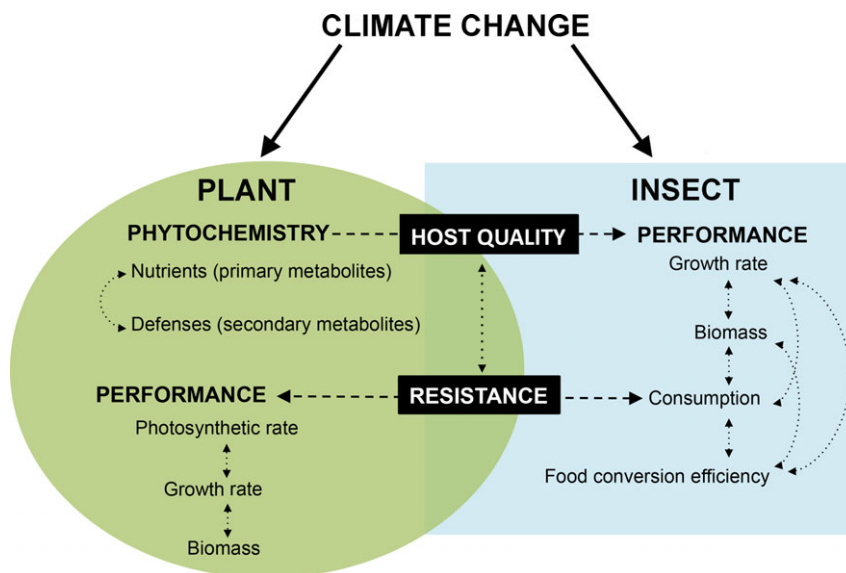 CLIMATE CHANGE
PLANT
INSECT
PHYTOCHEMISTRY
HOST QUALITY
PERFORMANCE
Nutrients (primary metabolites)
Growth rate
Defenses (secondary metabolites)
Biomass
PERFORMANCE
RESISTANCE
Consumption
Photosynthetic rate
Food conversion efficiency
Growth rate
Biomass